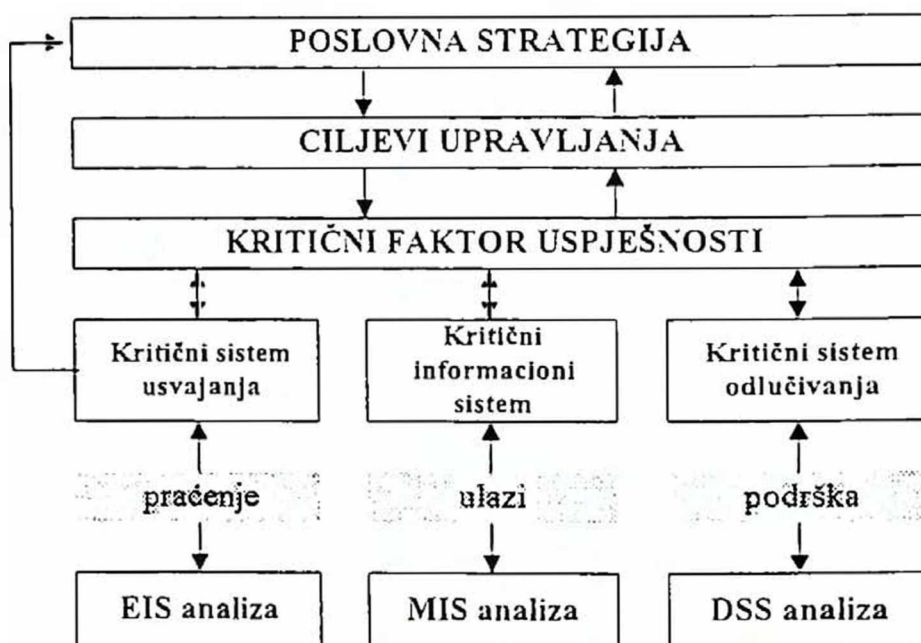 POSLOVNA STRATEGIJA
CILJEVI UPRAVLJANJA
KRITIČNI FAKTOR USPJEŠNOSTI
Kritični sistem
usvajanja
Kritični
informacioni
sistem
Kritični sistem
odlučivanja
praćenje
ulazi
podrška
EIS analiza
MIS analiza
DSS analiza